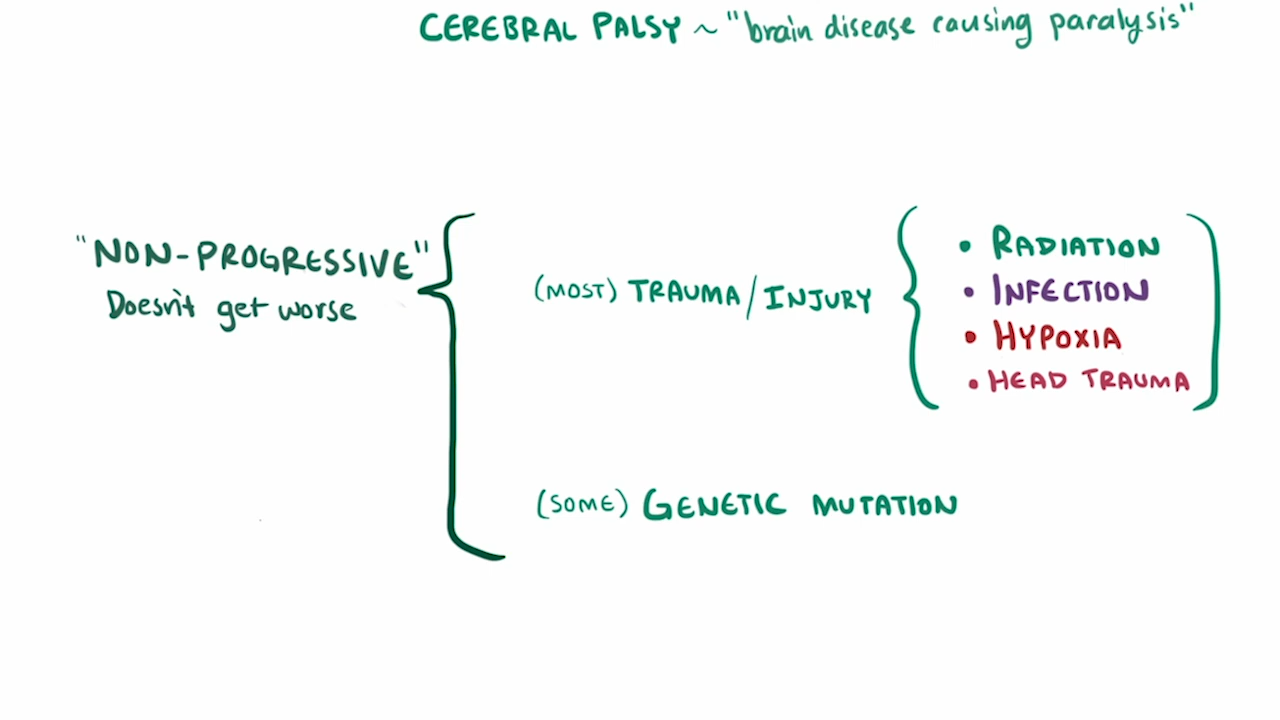 CEREBRAL PALSY ~ "brain disease causing paralysis"
"NON-PROGRESSIVE"
Doesn't get worse
(MOST) TRAUMA/INJURY
• RADIATION
• INFECTION
• HYPOXIA
• HEAD TRAUMA
(SOME) GENETIC MUTATION